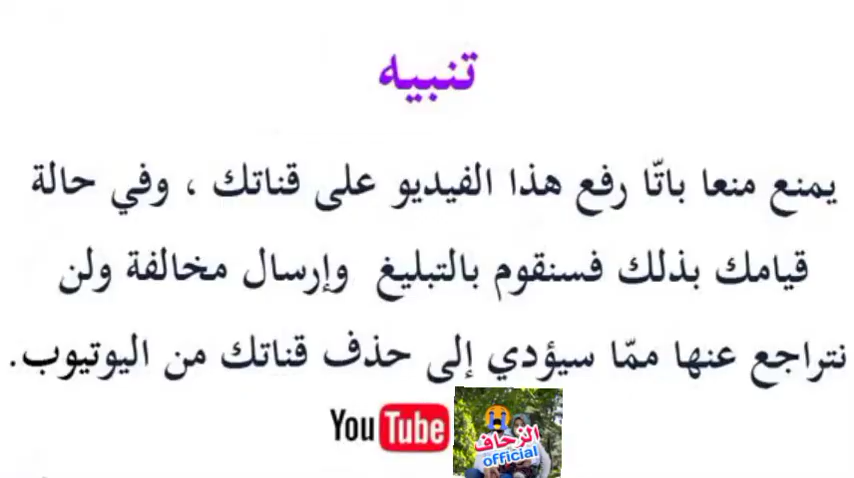 تنبيه
يمنع منعا باتّا رفع هذا الفيديو على قناتك ، وفي حالة
قيامك بذلك فسنقوم بالتبليغ وإرسال مخالفة ولن
نتراجع عنها ممّا سيؤدي إلى حذف قناتك من اليوتيوب.
YouTube
الزحاف
official